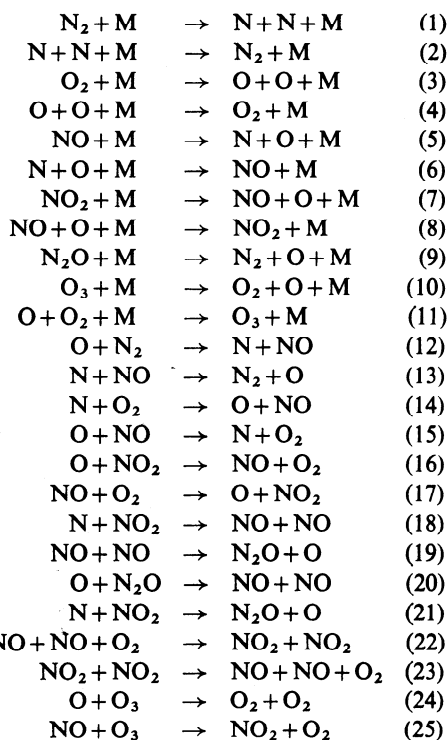 N₂ + M → N + N + M (1)
N + N + M → N₂ + M (2)
O₂ + M → O + O + M (3)
O + O + M → O₂ + M (4)
NO + M → N + O + M (5)
N + O + M → NO + M (6)
NO₂ + M → NO + O + M (7)
NO + O + M → NO₂ + M (8)
N₂O + M → N₂ + O + M (9)
O₃ + M → O₂ + O + M (10)
O + O₂ + M → O₃ + M (11)
O + N₂ → N + NO (12)
N + NO → N₂ + O (13)
N + O₂ → O + NO (14)
O + NO → N + O₂ (15)
O + NO₂ → NO + O₂ (16)
NO + O₂ → O + NO₂ (17)
N + NO₂ → NO + NO (18)
NO + NO → N₂O + O (19)
O + N₂O → NO + NO (20)
N + NO₂ → N₂O + O (21)
NO + NO + O₂ → NO₂ + NO₂ (22)
NO₂ + NO₂ → NO + NO + O₂ (23)
O + O₃ → O₂ + O₂ (24)
NO + O₃ → NO₂ + O₂ (25)